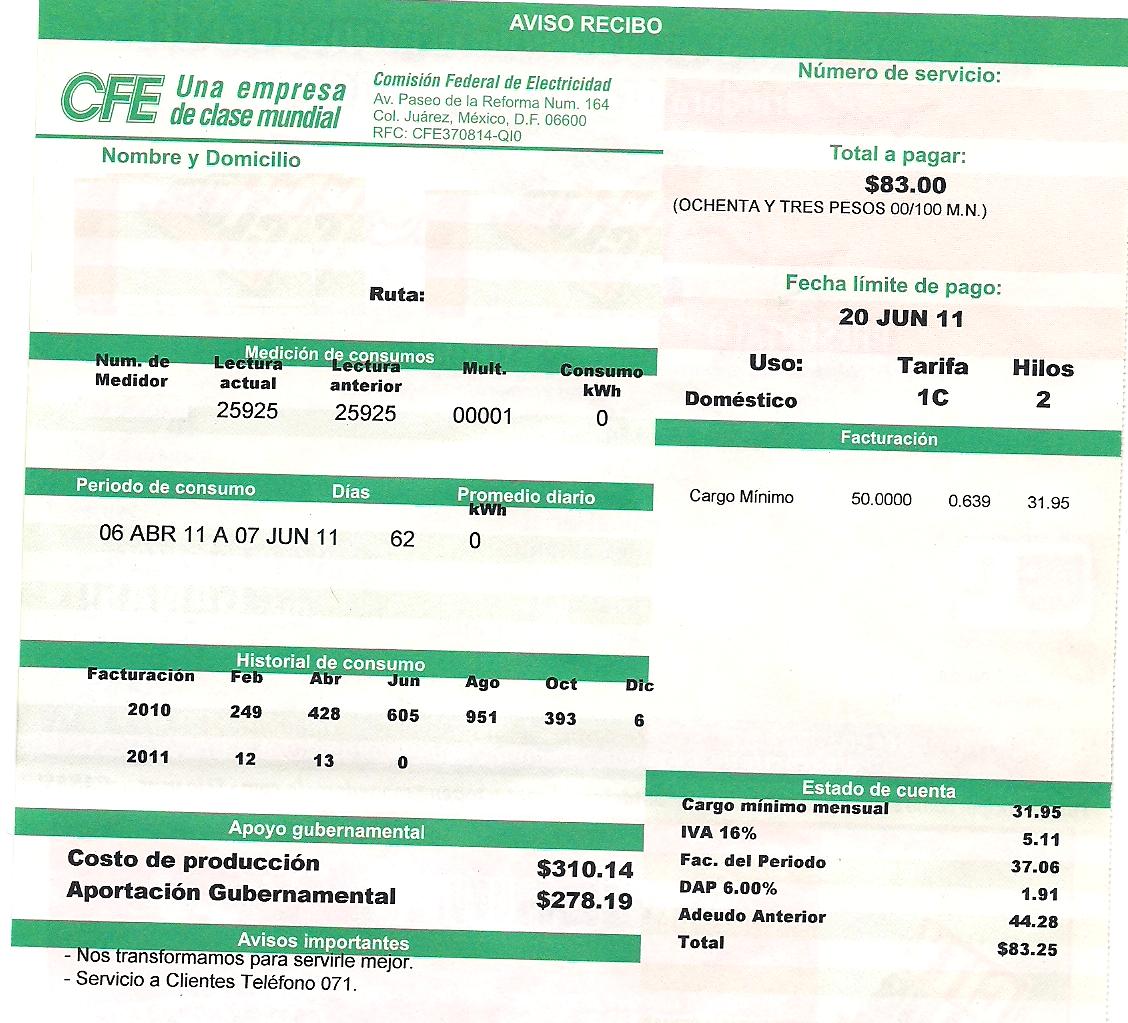 AVISO RECIBO
CFE Una empresa de clase mundial
Comisión Federal de Electricidad
Av. Paseo de la Reforma Num. 164
Col. Juárez, México, D.F. 06600
RFC: CFE370814-QI0
Nombre y Domicilio
Ruta:
Número de servicio:
Total a pagar:
$83.00
(OCHENTA Y TRES PESOS 00/100 M.N.)
Fecha límite de pago:
20 JUN 11
Uso: Tarifa Hilos
Doméstico 1C 2
Medición de consumos
Num. de Medidor Lectura actual Lectura anterior Mult. Consumo kWh
25925 25925 00001 0
Periodo de consumo Días Promedio diario
kWh
06 ABR 11 A 07 JUN 11 62 0
Historial de consumo
Facturación Feb Abr Jun Ago Oct Dic
2010 249 428 605 951 393 6
2011 12 13 0
Apoyo gubernamental
Costo de producción $310.14
Aportación Gubernamental $278.19
Avisos importantes
- Nos transformamos para servirle mejor.
- Servicio a Clientes Teléfono 071.
Facturación
Cargo Mínimo 50.0000 0.639 31.95
Estado de cuenta
Cargo mínimo mensual 31.95
IVA 16% 5.11
Fac. del Periodo 37.06
DAP 6.00% 1.91
Adeudo Anterior 44.28
Total $83.25